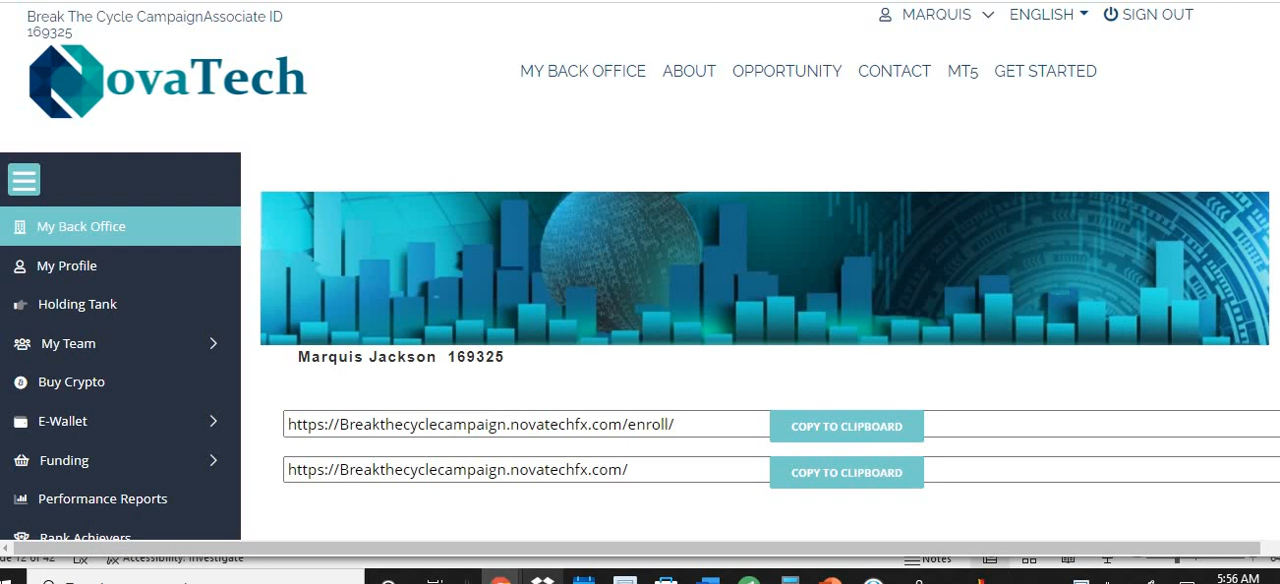 Break The Cycle CampaignAssociate ID
169325
MARQUIS
ENGLISH
SIGN OUT
NovaTech
MY BACK OFFICE
ABOUT
OPPORTUNITY
CONTACT
MT5
GET STARTED
My Back Office
My Profile
Holding Tank
My Team
Buy Crypto
E-Wallet
Funding
Performance Reports
Rank Achievers
Marquis Jackson 169325
https://Breakthecyclecampaign.novatechfx.com/enroll/
COPY TO CLIPBOARD
https://Breakthecyclecampaign.novatechfx.com/
COPY TO CLIPBOARD
Accessibility: Investigate
Notes
5:56 AM